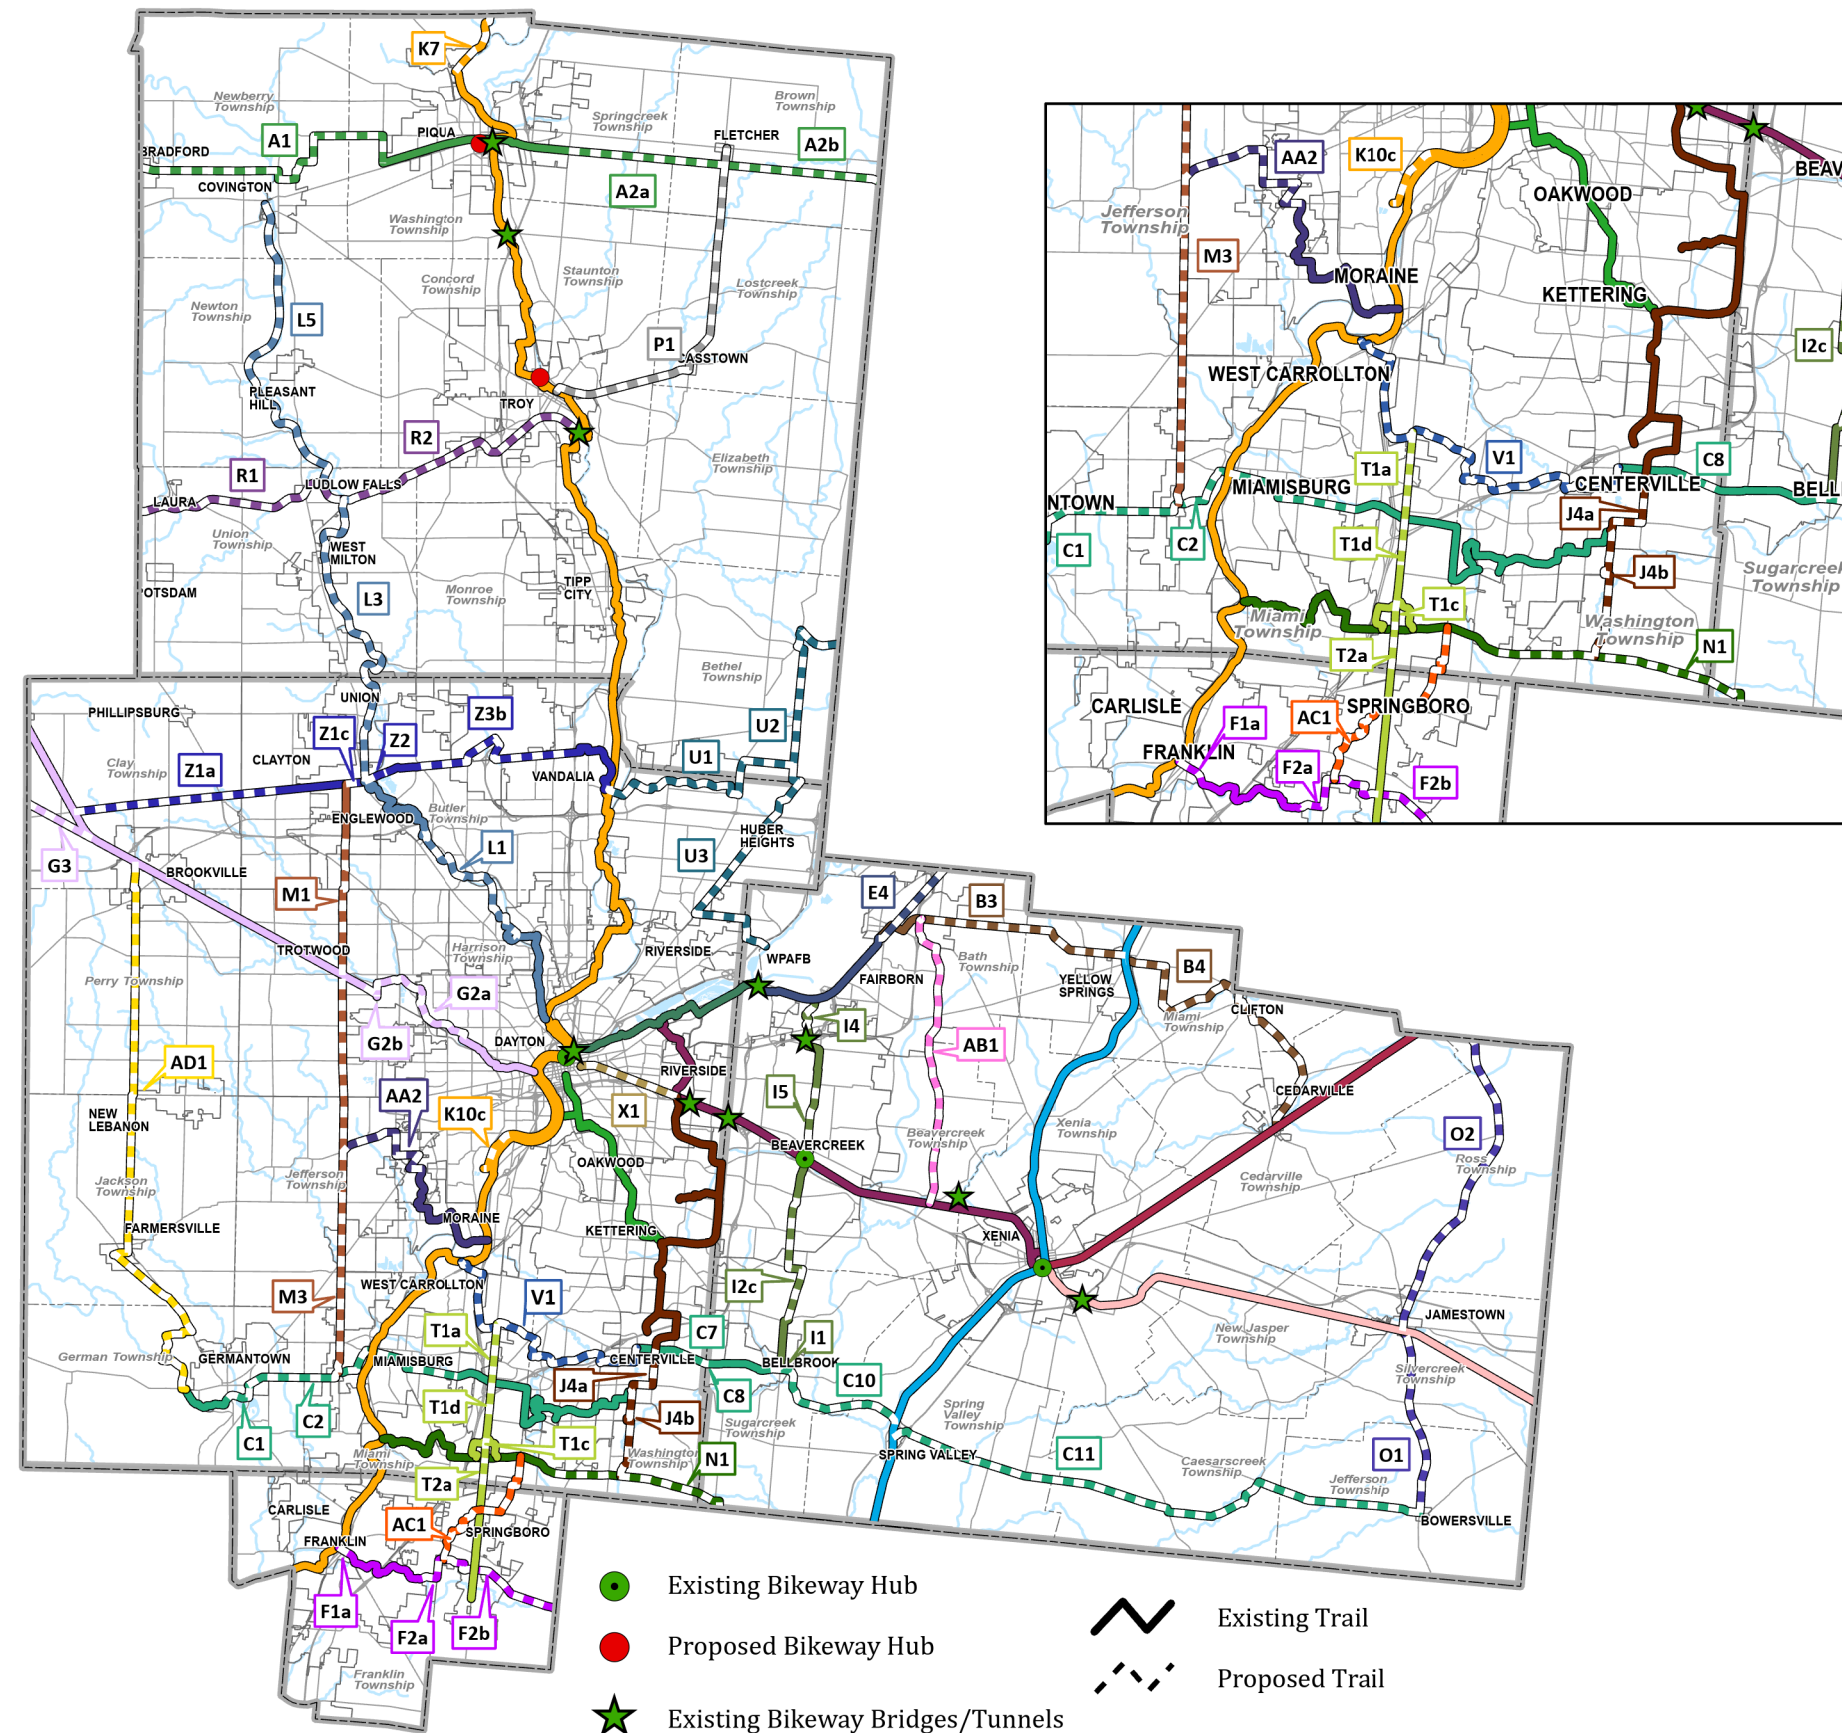 K7
Newberry
Township
Brown
Township
Springcreek
Township
A1
PIQUA
FLETCHER
A2b
BRADFORD
COVINGTON
A2a
Washington
Township
Concord
Township
Staunton
Township
Lostcreek
Township
Newton
Township
L5
P1
CASSTOWN
PLEASANT
HILL
TROY
R2
R1
Elizabeth
Township
LUDLOW FALLS
LAURA
Union
Township
WEST
MILTON
TIPP
CITY
Monroe
Township
OTSDAM
L3
Bethel
Township
UNION
PHILLIPSBURG
Z3b
U2
Z1c
Z2
Clay
Township
Z1a
CLAYTON
VANDALIA
U1
Butler
Township
ENGLEWOOD
HUBER
HEIGHTS
L1
U3
G3
BROOKVILLE
M1
E4
B3
TROTWOOD
Harrison
Township
RIVERSIDE
WPAFB
Bath
Township
FAIRBORN
YELLOW
SPRINGS
B4
Perry Township
G2a
CLIFTON
Miami
Township
G2b
DAYTON
I4
AB1
AD1
RIVERSIDE
I5
CEDARVILLE
AA2
K10c
X1
NEW
LEBANON
Xenia
Township
O2
BEAVERCREEK
Beavercreek
Township
OAKWOOD
Ross
Township
Jefferson
Township
Jackson
Township
Cedarville
Township
FARMERSVILLE
MORAINE
KETTERING
XENIA
WEST CARROLLTON
M3
V1
I2c
JAMESTOWN
T1a
C7
I1
New Jasper
Township
German Township
GERMANTOWN
MIAMISBURG
CENTERVILLE
BELLBROOK
Silvercreek
Township
J4a
C8
C10
C2
T1d
J4b
Sugarcreek
Township
Spring
Valley
Township
C1
T1c
SPRING VALLEY
C11
O1
Miami
Township
Washington
Township
N1
Caesarscreek
Township
Jefferson
Township
T2a
CARLISLE
AC1
SPRINGBORO
BOWERSVILLE
FRANKLIN
F1a
F2a
F2b
Franklin
Township
AA2
K10c
BEAV
OAKWOOD
Jefferson
Township
M3
MORAINE
KETTERING
I2c
WEST CARROLLTON
T1a
V1
C8
MIAMISBURG
CENTERVILLE
BELL
NTOWN
J4a
C1
C2
T1d
J4b
Sugarcreek
Township
T1c
Miami
Township
Washington
Township
T2a
N1
CARLISLE
F1a
AC1
SPRINGBORO
FRANKLIN
F2a
F2b
Existing Bikeway Hub
Proposed Bikeway Hub
Existing Bikeway Bridges/Tunnels
Existing Trail
Proposed Trail